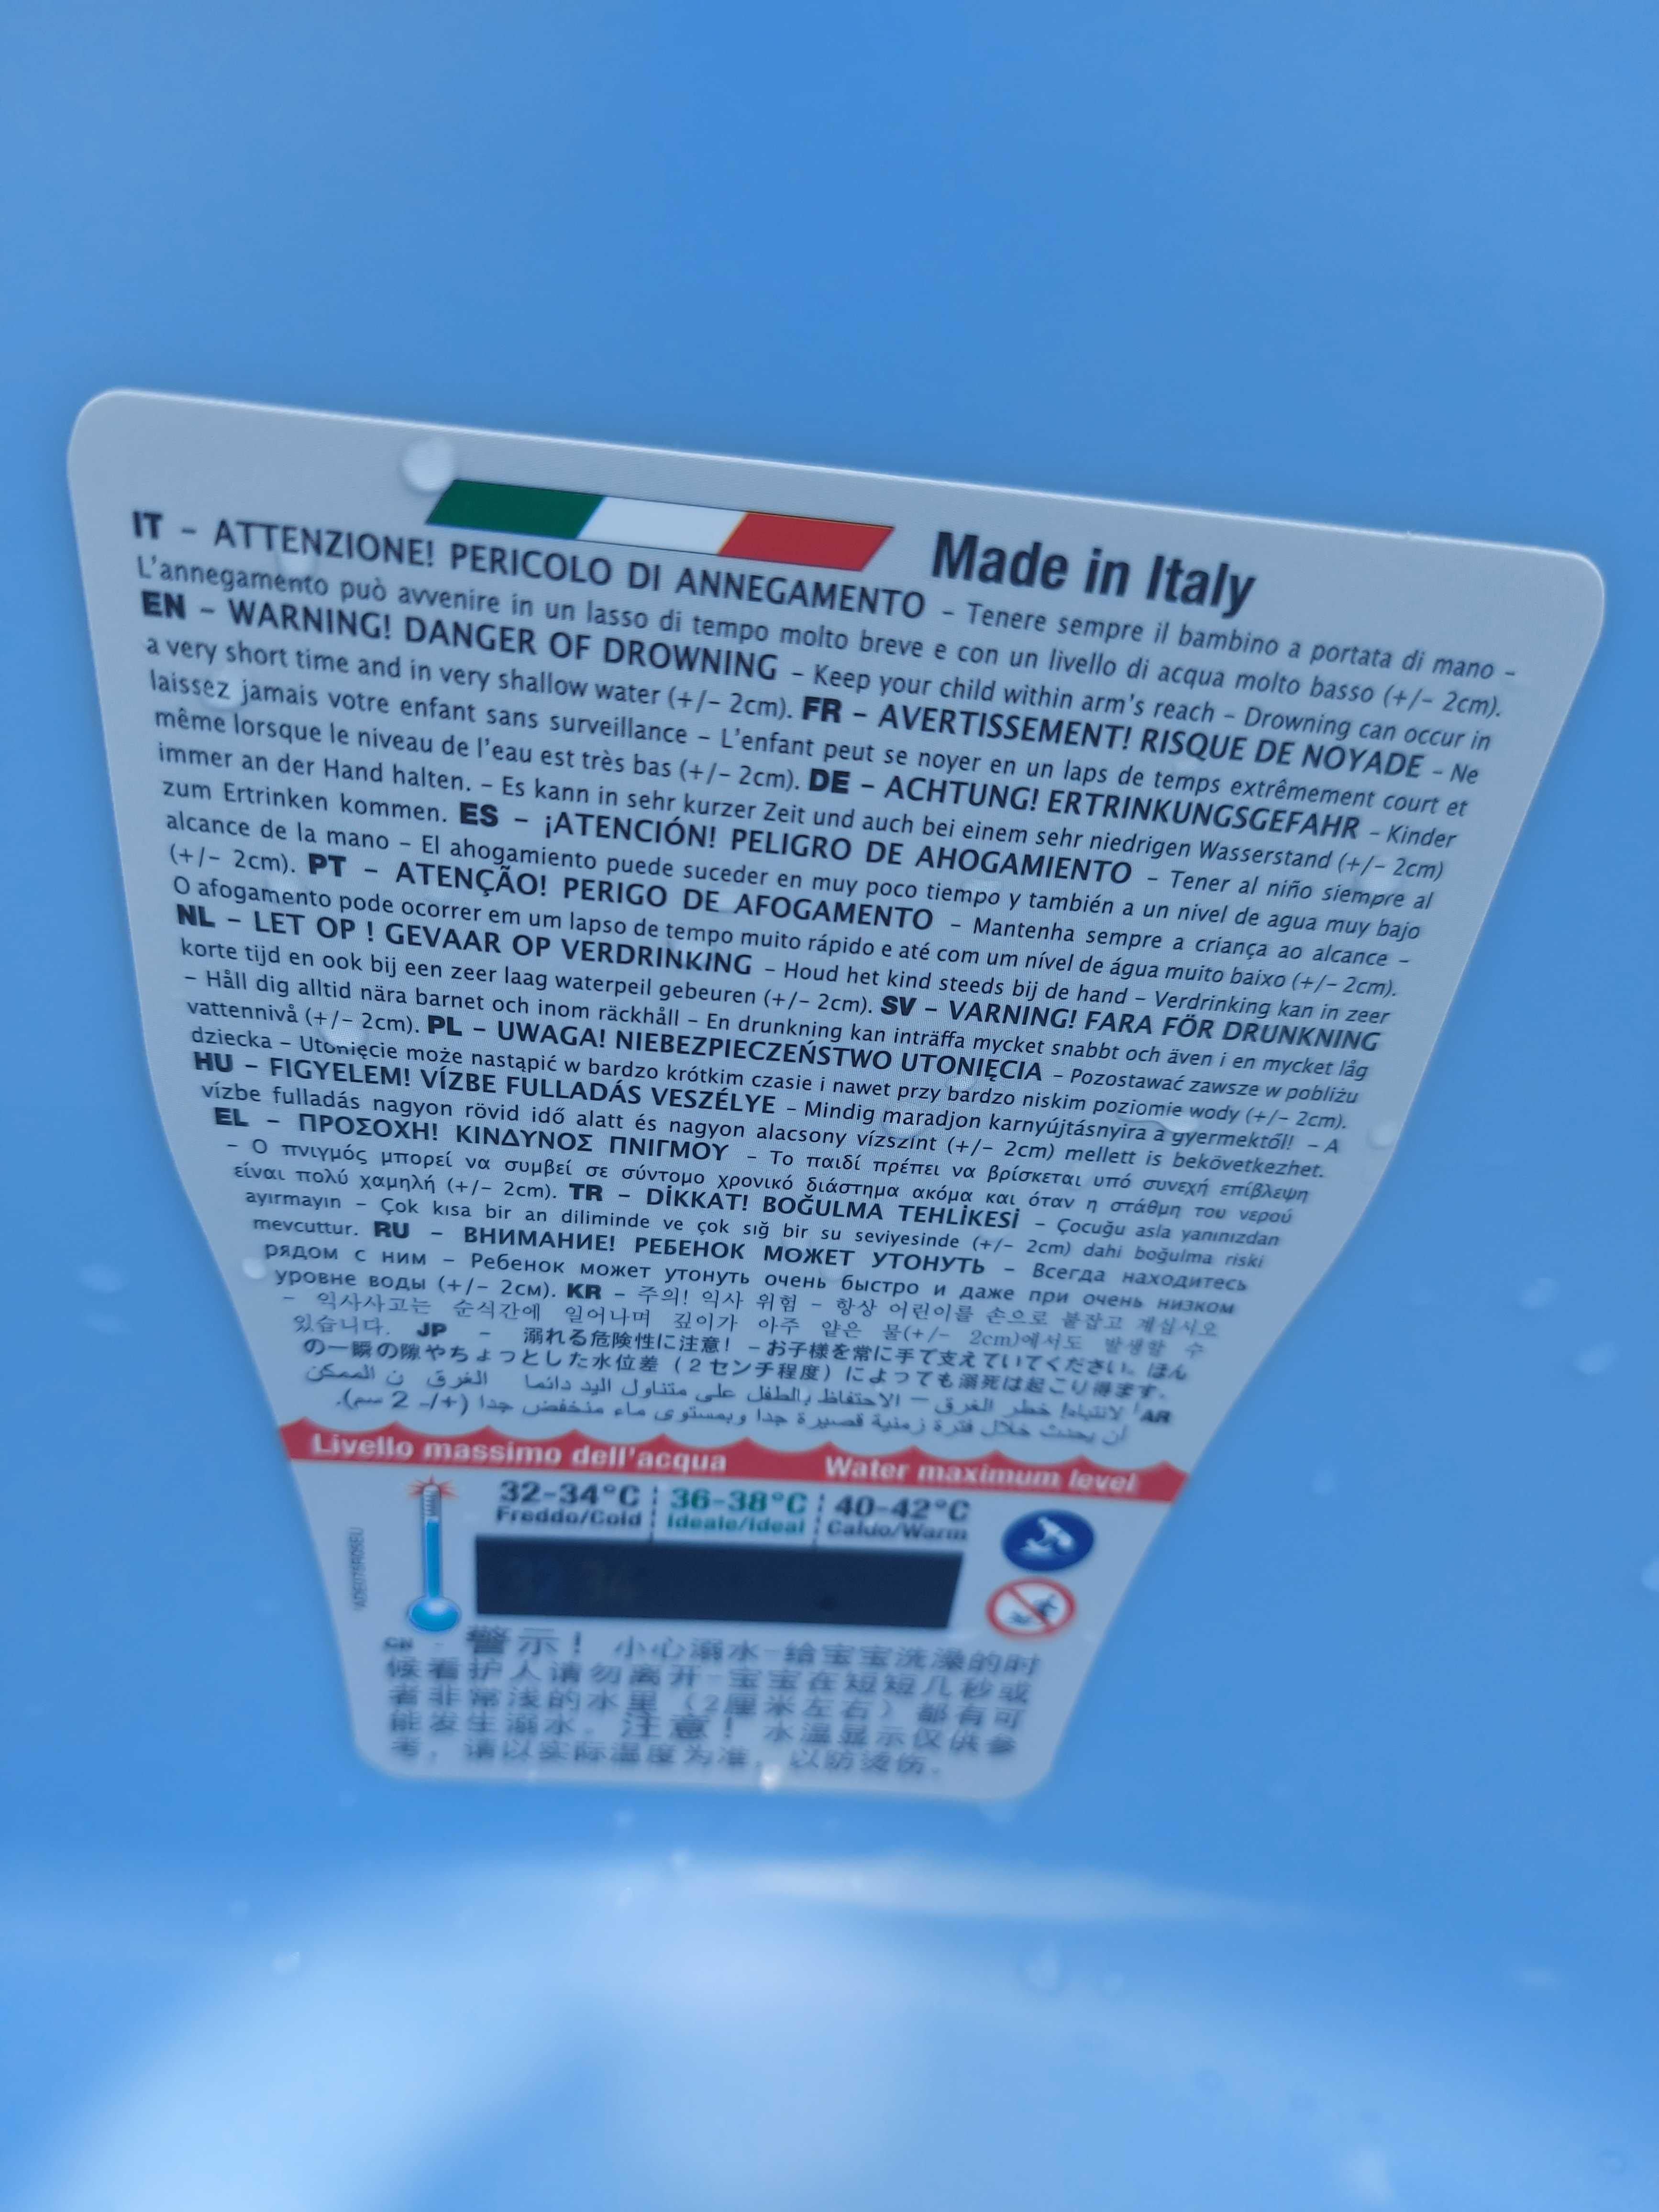 Made in Italy
IT – ATTENZIONE! PERICOLO DI ANNEGAMENTO – Tenere sempre il bambino a portata di mano –
L'annegamento può avvenire in un lasso di tempo molto breve e con un livello di acqua molto basso (+/– 2cm).
EN – WARNING! DANGER OF DROWNING – Keep your child within arm's reach – Drowning can occur in
a very short time and in very shallow water (+/– 2cm). FR – AVERTISSEMENT! RISQUE DE NOYADE – Ne
laissez jamais votre enfant sans surveillance – L'enfant peut se noyer en un laps de temps extrêmement court et
même lorsque le niveau de l'eau est très bas (+/– 2cm). DE – ACHTUNG! ERTRINKUNGSGEFAHR – Kinder
immer an der Hand halten. – Es kann in sehr kurzer Zeit und auch bei einem sehr niedrigen Wasserstand (+/– 2cm)
zum Ertrinken kommen. ES – ¡ATENCIÓN! PELIGRO DE AHOGAMIENTO – Tener al niño siempre al
alcance de la mano – El ahogamiento puede suceder en muy poco tiempo y también a un nivel de agua muy bajo
(+/– 2cm). PT – ATENÇÃO! PERIGO DE AFOGAMENTO – Mantenha sempre a criança ao alcance –
O afogamento pode ocorrer em um lapso de tempo muito rápido e até com um nível de água muito baixo (+/– 2cm).
NL – LET OP ! GEVAAR OP VERDRINKING – Houd het kind steeds bij de hand – Verdrinking kan in zeer
korte tijd en ook bij een zeer laag waterpeil gebeuren (+/– 2cm). SV – VARNING! FARA FÖR DRUNKNING
– Håll dig alltid nära barnet och inom räckhåll – En drunkning kan inträffa mycket snabbt och även i en mycket låg
vattennivå (+/– 2cm). PL – UWAGA! NIEBEZPIECZEŃSTWO UTONIĘCIA – Pozostawać zawsze w pobliżu
dziecka – Utonięcie może nastąpić w bardzo krótkim czasie i nawet przy bardzo niskim poziomie wody (+/– 2cm).
HU – FIGYELEM! VÍZBE FULLADÁS VESZÉLYE – Mindig maradjon karnyújtásnyira a gyermektől! – A
vízbe fulladás nagyon rövid idő alatt és nagyon alacsony vízszint (+/– 2cm) mellett is bekövetkezhet.
EL – ΠΡΟΣΟΧΗ! ΚΙΝΔΥΝΟΣ ΠΝΙΓΜΟΥ – Το παιδί πρέπει να βρίσκεται υπό συνεχή επίβλεψη
– Ο πνιγμός μπορεί να συμβεί σε σύντομο χρονικό διάστημα ακόμα και όταν η στάθμη του νερού
είναι πολύ χαμηλή (+/– 2cm). TR – DİKKAT! BOĞULMA TEHLİKESİ – Çocuğu asla yanınızdan
ayırmayın – Çok kısa bir an diliminde ve çok sığ bir su seviyesinde (+/– 2cm) dahi boğulma riski
mevcuttur. RU – ВНИМАНИЕ! РЕБЕНОК МОЖЕТ УТОНУТЬ – Всегда находитесь
рядом с ним – Ребенок может утонуть очень быстро и даже при очень низком
уровне воды (+/– 2см). KR – 주의! 익사 위험 – 항상 어린이를 손으로 붙잡고 계십시오
– 익사사고는 순식간에 일어나며 깊이가 아주 얕은 물(+/– 2cm)에서도 발생할 수
있습니다. JP – 溺れる危険性に注意! – お子様を常に手で支えていてください。ほん
の一瞬の隙やちょっとした水位差（2センチ程度）によっても溺死は起こり得ます。
AR لانتباه! خطر الغرق – الاحتفاظ بالطفل على متناول اليد دائما الغرق ن الممكن
أن يحدث خلال فترة زمنية قصيرة جدا وبمستوى ماء منخفض جدا (+/- 2 سم).
Livello massimo dell'acqua Water maximum level
32-34°C 36-38°C 40-42°C
Freddo/Cold Ideale/Ideal Caldo/Warm
CN - 警示！小心溺水-给宝宝洗澡的时
候看护人请勿离开-宝宝在短短几秒或
者非常浅的水里（2厘米左右）都有可
能发生溺水。注意！水温显示仅供参
考，请以实际温度为准，以防烫伤。